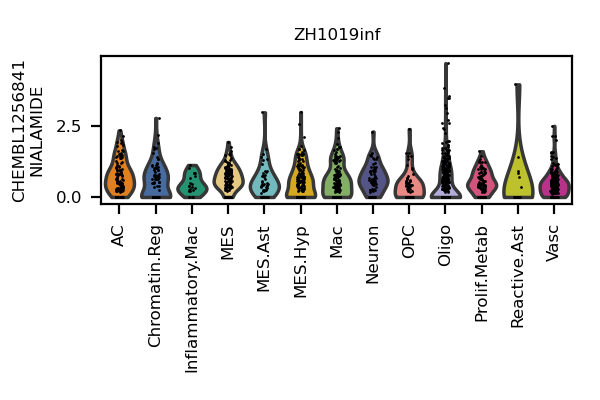 ZH1019inf
CHEMBL1256841
NIALAMIDE
2.5
0.0
AC
Chromatin.Reg
Inflammatory.Mac
MES
MES.Ast
MES.Hyp
Mac
Neuron
OPC
Oligo
Prolif.Metab
Reactive.Ast
Vasc